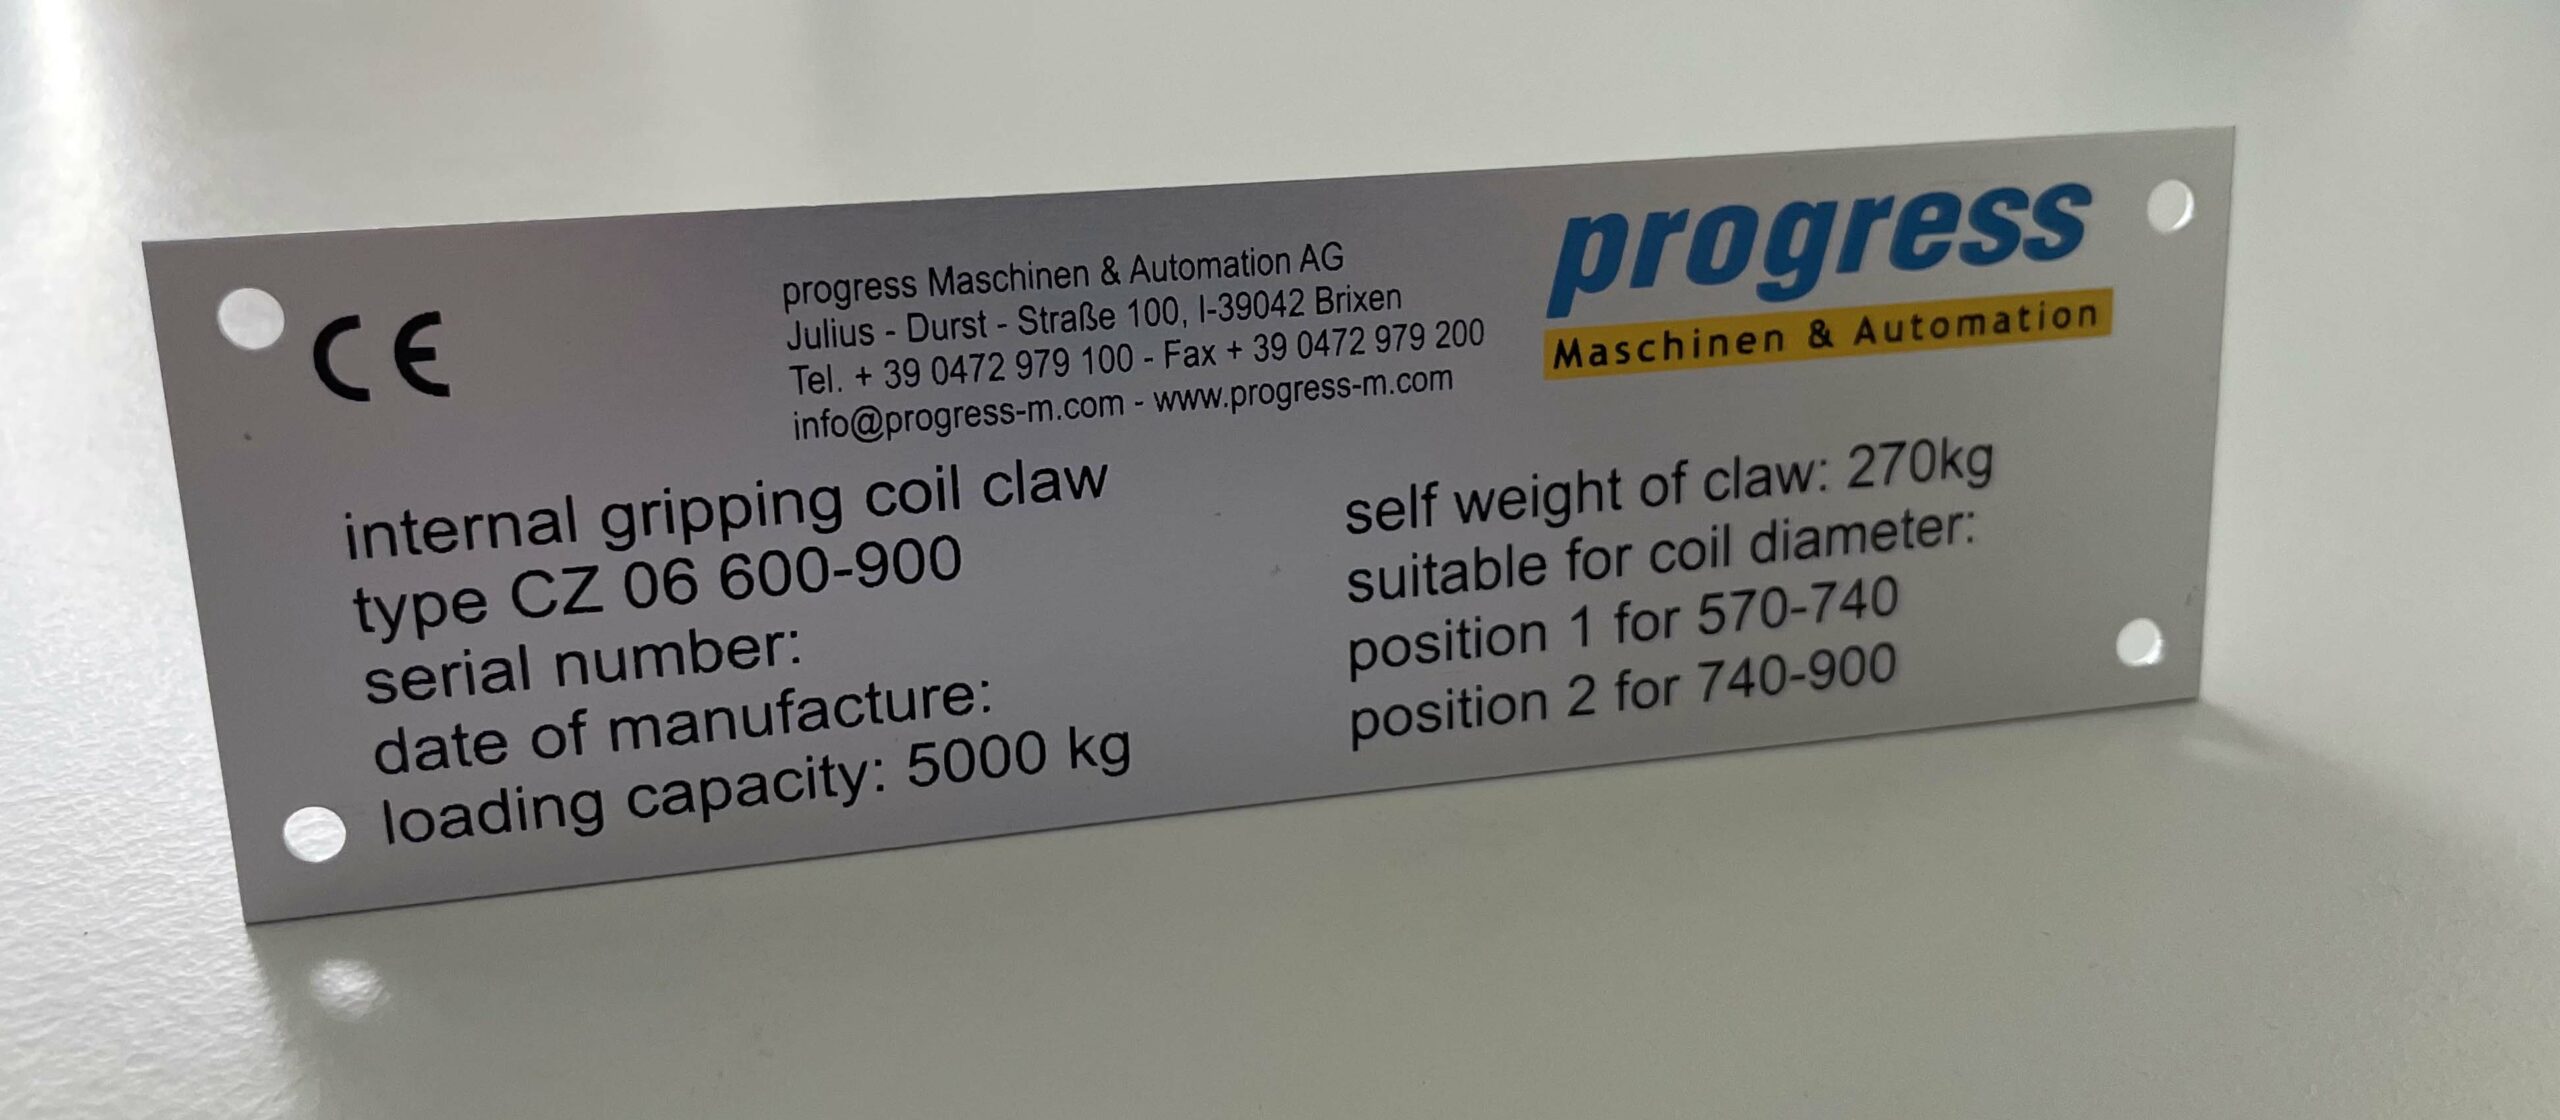 CE
progress Maschinen & Automation AG
Julius - Durst - Straße 100, I-39042 Brixen
Tel. + 39 0472 979 100 - Fax + 39 0472 979 200
info@progress-m.com - www.progress-m.com
progress
Maschinen & Automation
internal gripping coil claw
type CZ 06 600-900
serial number:
date of manufacture:
loading capacity: 5000 kg
self weight of claw: 270kg
suitable for coil diameter:
position 1 for 570-740
position 2 for 740-900